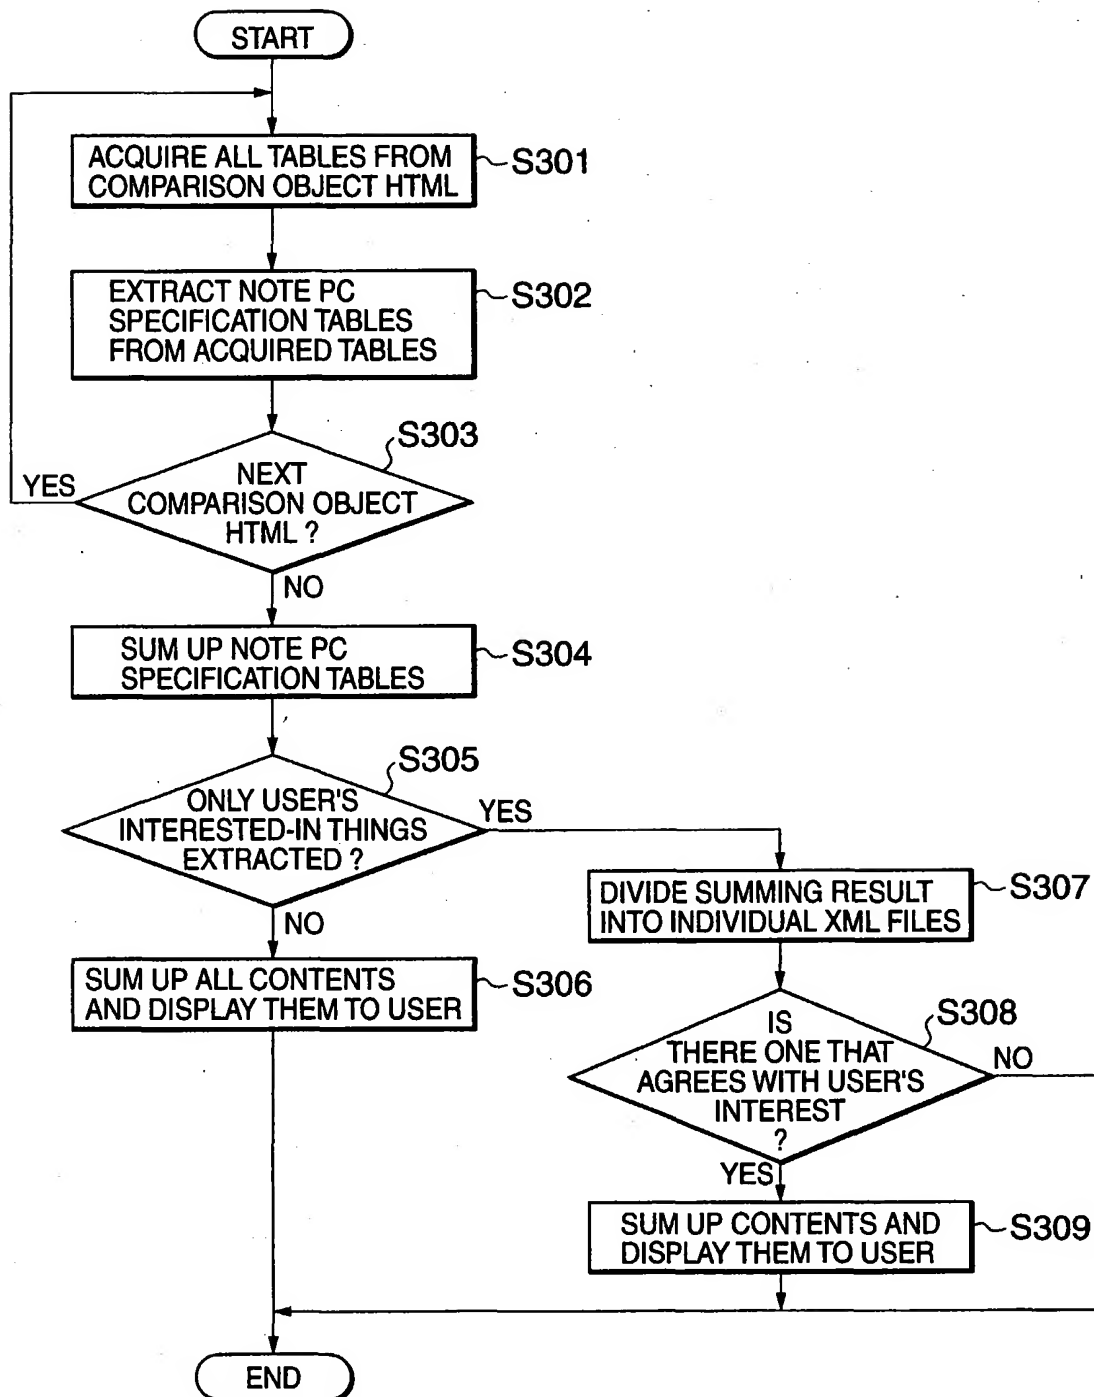 START
ACQUIRE ALL TABLES FROM
COMPARISON OBJECT HTML
S301
EXTRACT NOTE PC
SPECIFICATION TABLES
FROM ACQUIRED TABLES
S302
S303
NEXT
COMPARISON OBJECT
HTML ?
YES
NO
SUM UP NOTE PC
SPECIFICATION TABLES
S304
S305
ONLY USER'S
INTERESTED-IN THINGS
EXTRACTED ?
YES
NO
DIVIDE SUMMING RESULT
INTO INDIVIDUAL XML FILES
S307
SUM UP ALL CONTENTS
AND DISPLAY THEM TO USER
S306
S308
IS
THERE ONE THAT
AGREES WITH USER'S
INTEREST
?
NO
YES
SUM UP CONTENTS AND
DISPLAY THEM TO USER
S309
END